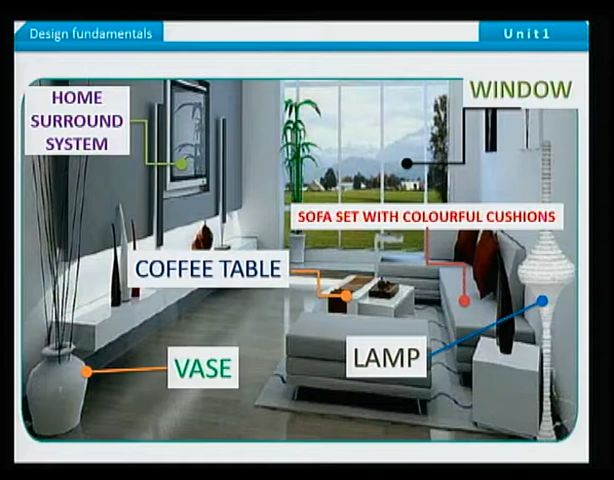 Design fundamentals
Unit1
HOME
SURROUND
SYSTEM
WINDOW
SOFA SET WITH COLOURFUL CUSHIONS
COFFEE TABLE
LAMP
VASE